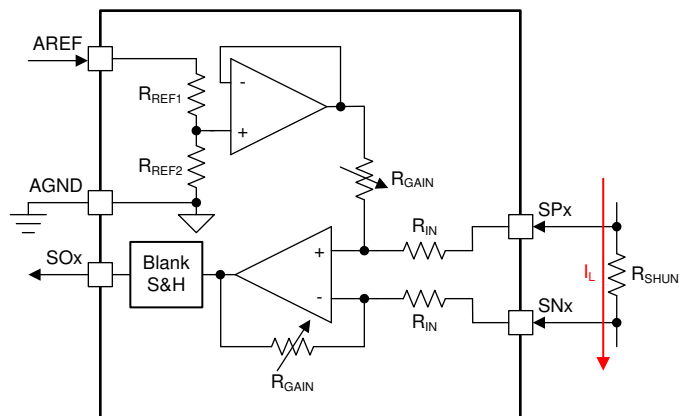 AREF
RREF1
-
+
RREF2
RGAIN
AGND
SPx
RIN
SOx
Blank
S&H
+
-
IL
RSHUN
SNx
RIN
RGAIN